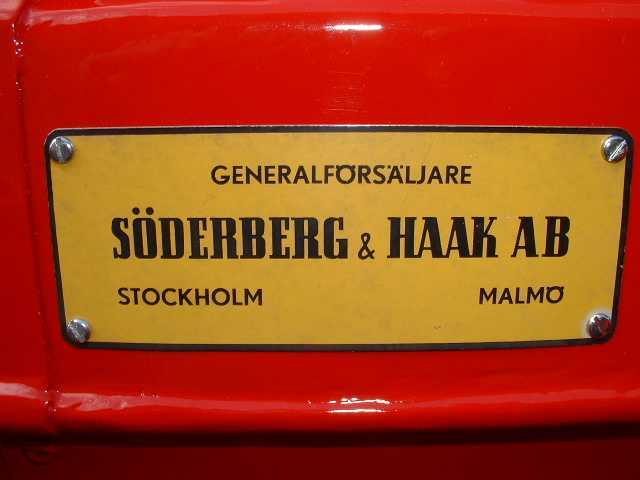 GENERALFÖRSÄLJARE
SÖDERBERG & HAAK AB
STOCKHOLM MALMÖ